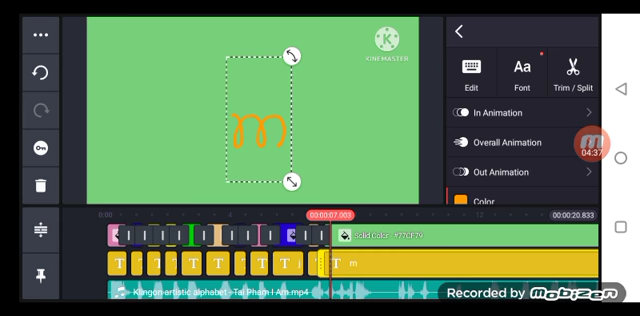 K
KINEMASTER
m
Edit
Aa
Font
Trim / Split
In Animation
Overall Animation
04:37
Out Animation
Color
0:00
4
00:00:07.003
12
00:00:20.833
Solid Color - #77CF79
T T T T T T T T T m
Klingon artistic alphabet - Tai Pham I Am.mp4
Recorded by mobizen